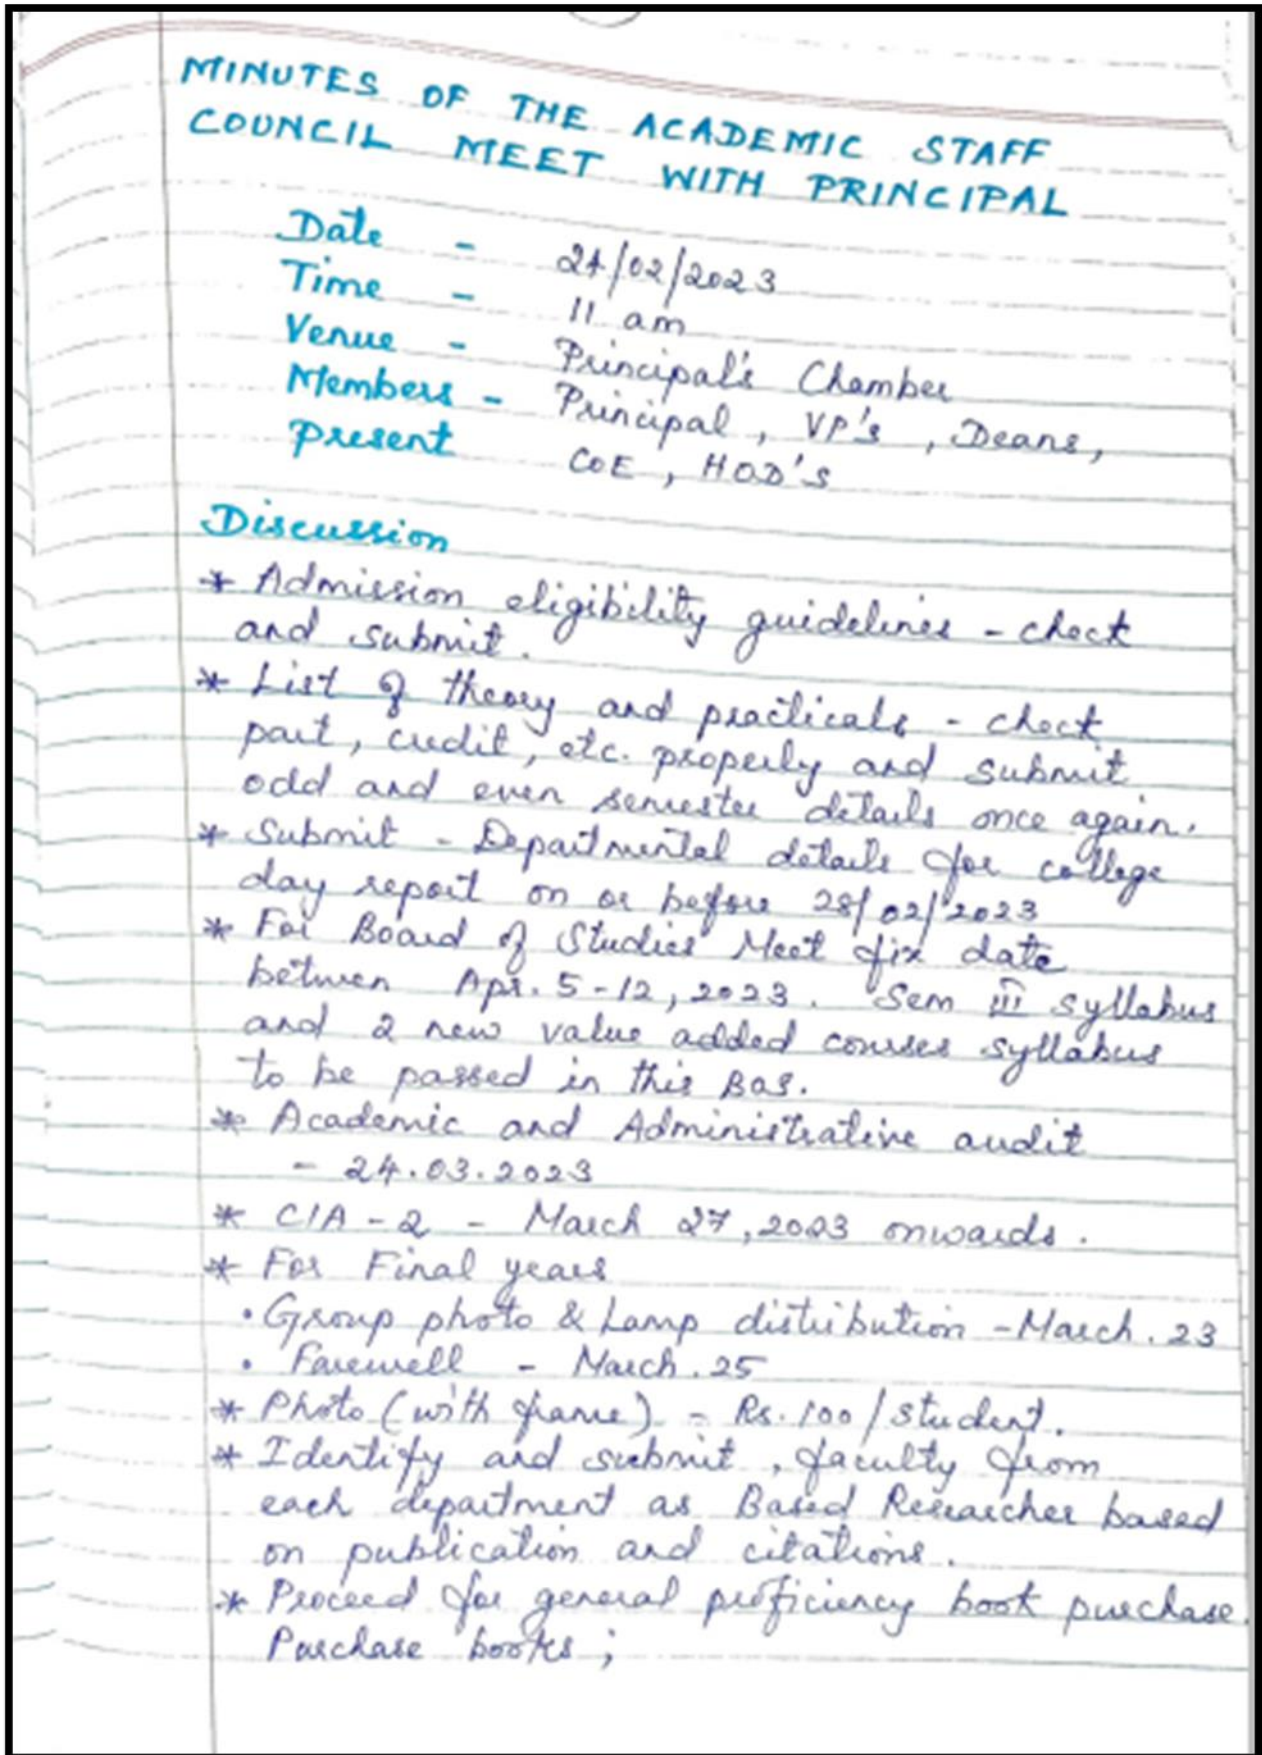 MINUTES OF THE ACADEMIC STAFF
COUNCIL MEET WITH PRINCIPAL
Date - 24/02/2023
Time - 11 am
Venue - Principal's Chamber
Members - Principal, VP's, Deans,
Present COE, HOD's
Discussion
* Admission eligibility guidelines - check
and submit.
* List of theory and practicals - check
part, credit, etc. properly and submit
odd and even semester details once again.
* Submit - Departmental details for college
day report on or before 28/02/2023
* For Board of Studies Meet fix date
between Apr. 5-12, 2023. Sem III syllabus
and 2 new value added courses syllabus
to be passed in this BOS.
* Academic and Administrative audit
- 24.03.2023
* CIA - 2 - March 27, 2023 onwards.
* For Final years
• Group photo & Lamp distribution - March. 23
• Farewell - March. 25
* Photo (with frame) - Rs. 100 / student.
* Identify and submit, faculty from
each department as Based Researcher based
on publication and citations.
* Proceed for general proficiency book purchase.
Purchase books;